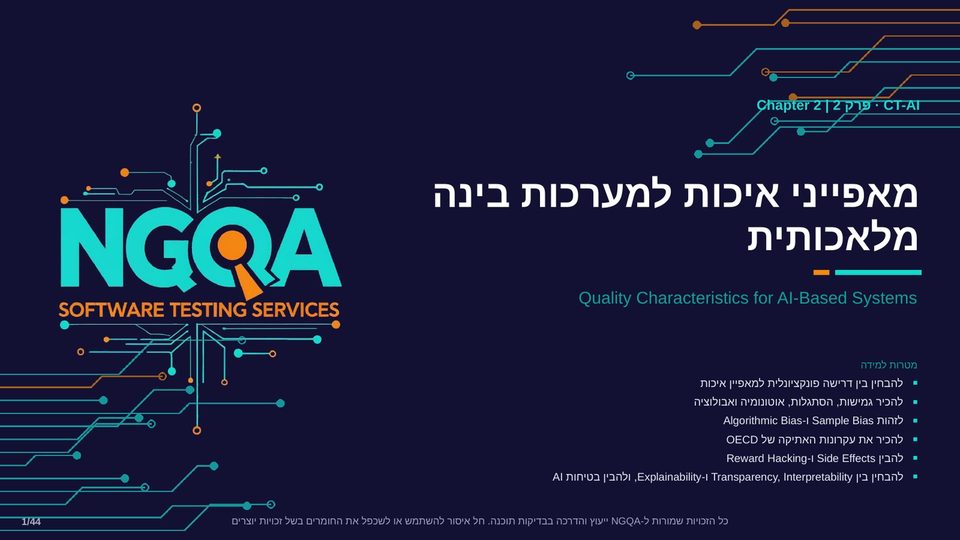 CT-AI · פרק 2 | Chapter 2
מאפייני איכות למערכות בינה
מלאכותית
Quality Characteristics for AI-Based Systems
NGQA
SOFTWARE TESTING SERVICES
מטרות למידה
להבחין בין דרישה פונקציונלית למאפיין איכות
להכיר גמישות, הסתגלות, אוטונומיה ואבולוציה
לזהות Sample Bias ו-Algorithmic Bias
להכיר את עקרונות האתיקה של OECD
להבין Side Effects ו-Reward Hacking
להבחין בין Transparency, Interpretability ו-Explainability, ולהבין בטיחות AI
כל הזכויות שמורות ל-NGQA ייעוץ והדרכה בבדיקות תוכנה. חל איסור להשתמש או לשכפל את החומרים בשל זכויות יוצרים
1/44